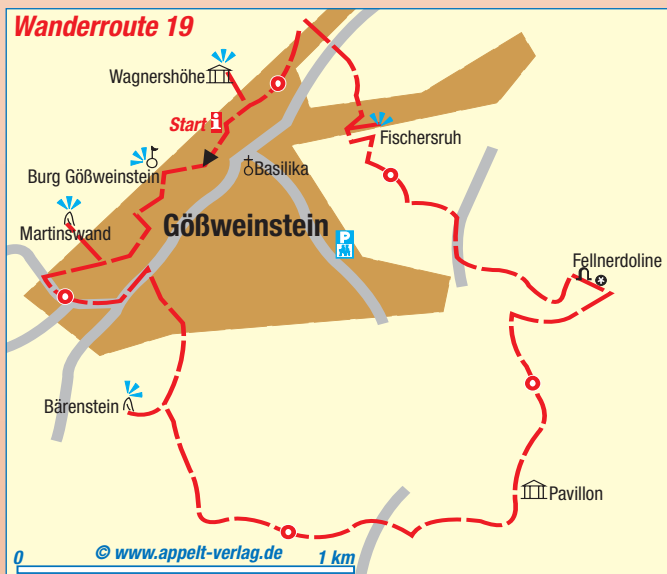 Wanderroute 19
Wagnershöhe
Start
i
Fischersruh
Burg Gößweinstein
Basilika
Martinswand
Gößweinstein
P
Fellnerdoline
Bärenstein
Pavillon
0 © www.appelt-verlag.de 1 km